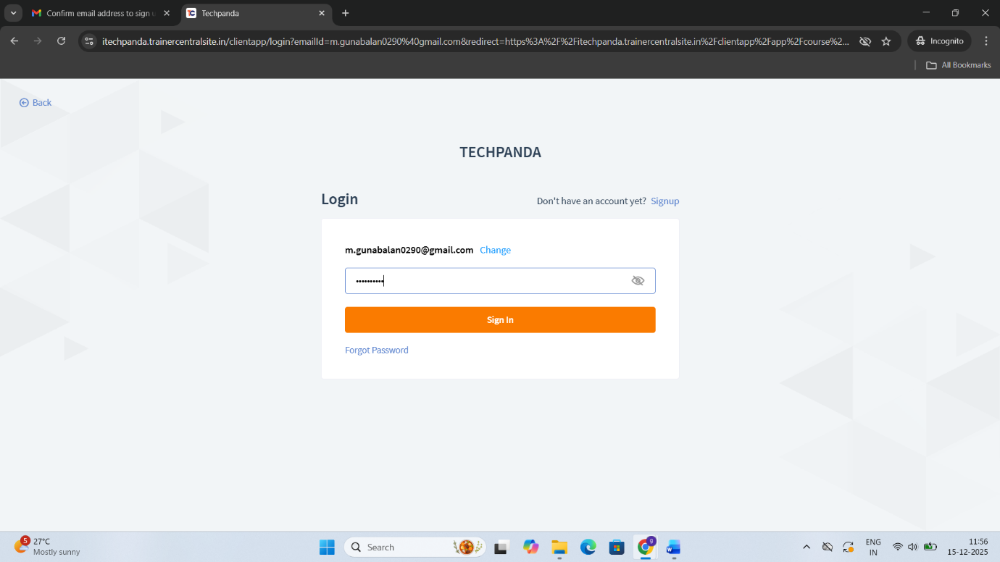 Confirm email address to sign u
Techpanda
itechpanda.trainercentralsite.in/clientapp/login?emailId=m.gunabalan0290%40gmail.com&redirect=https%3A%2F%2Fitechpanda.trainercentralsite.in%2Fclientapp%2Fapp%2Fcourse%2...
Incognito
All Bookmarks
Back
TECHPANDA
Login
Don't have an account yet? Signup
m.gunabalan0290@gmail.com Change
••••••••••
Sign In
Forgot Password
5
27°C
Mostly sunny
Search
g
W
ENG
IN
11:56
15-12-2025